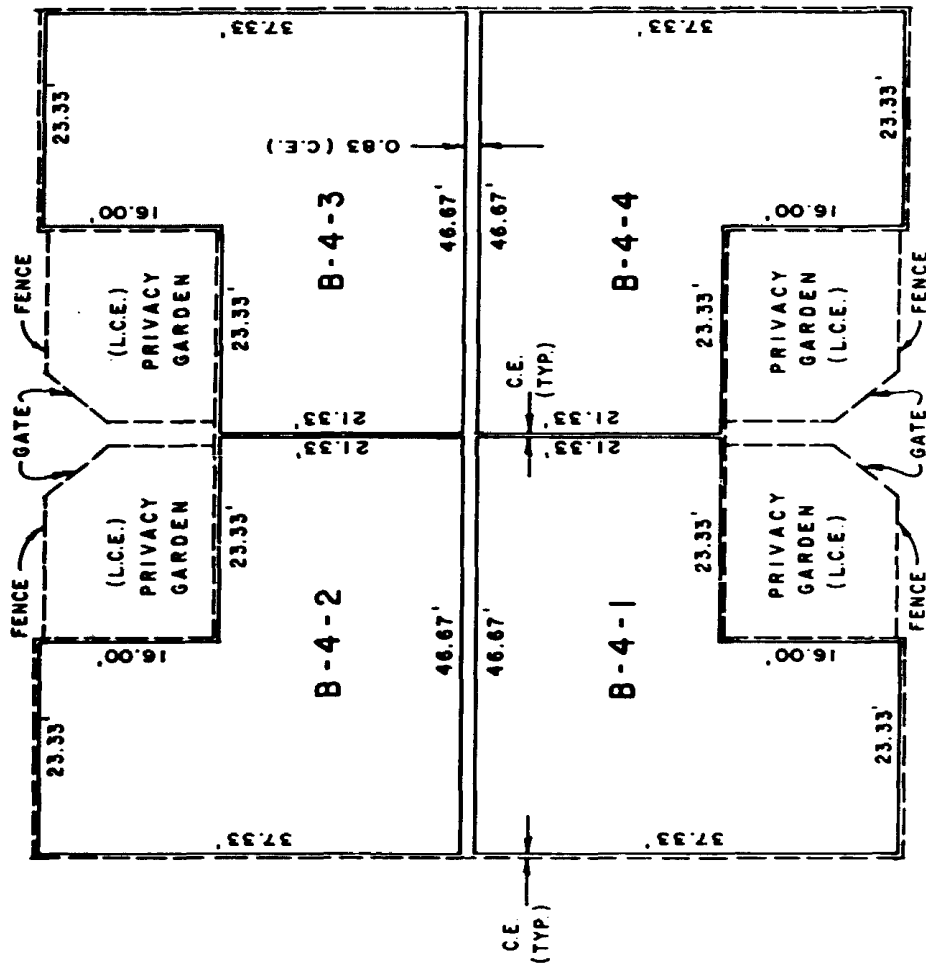 37.33'
23.33'
16.00'
FENCE
(L.C.E.)
PRIVACY
GARDEN
23.33'
B-4-3
0.83 (C.E.)
46.67'
21.33'
GATE
37.33'
23.33'
16.00'
FENCE
(L.C.E.)
PRIVACY
GARDEN
23.33'
B-4-2
46.67'
21.33'
C.E.
(TYP.)
46.67'
B-4-4
21.33'
37.33'
23.33'
16.00'
23.33'
PRIVACY
GARDEN
(L.C.E.)
FENCE
GATE
46.67'
B-4-1
21.33'
37.33'
23.33'
16.00'
23.33'
PRIVACY
GARDEN
(L.C.E.)
FENCE
C.E.
(TYP.)